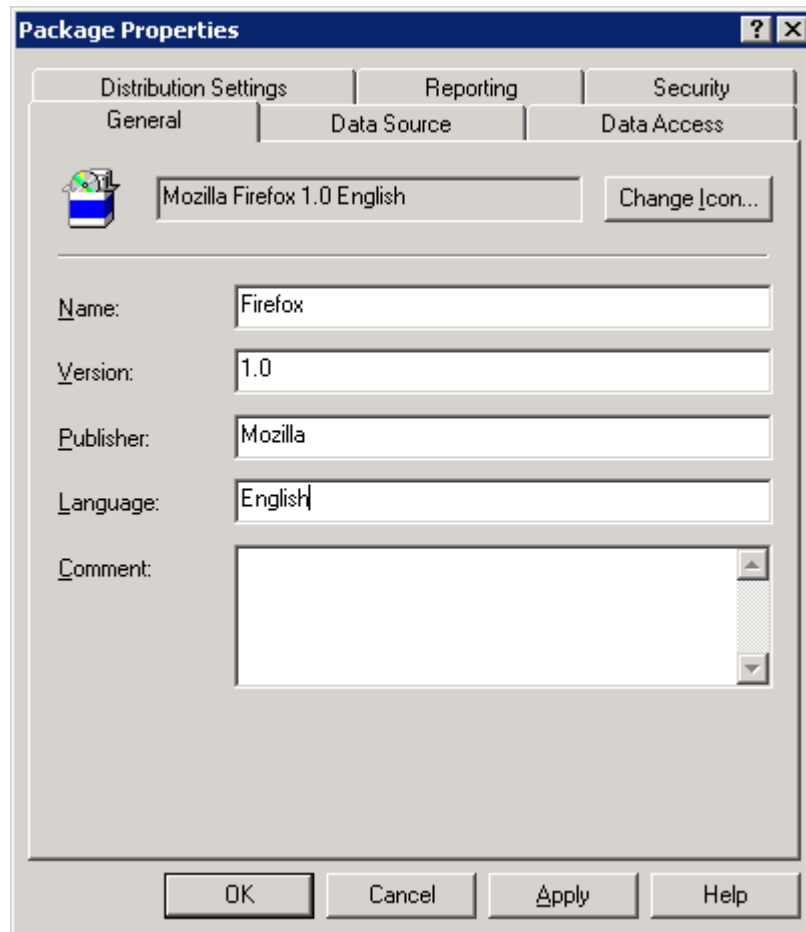 Package Properties
Distribution Settings Reporting Security
General Data Source Data Access
Mozilla Firefox 1.0 English Change Icon...
Name: Firefox
Version: 1.0
Publisher: Mozilla
Language: English
Comment:
OK Cancel Apply Help